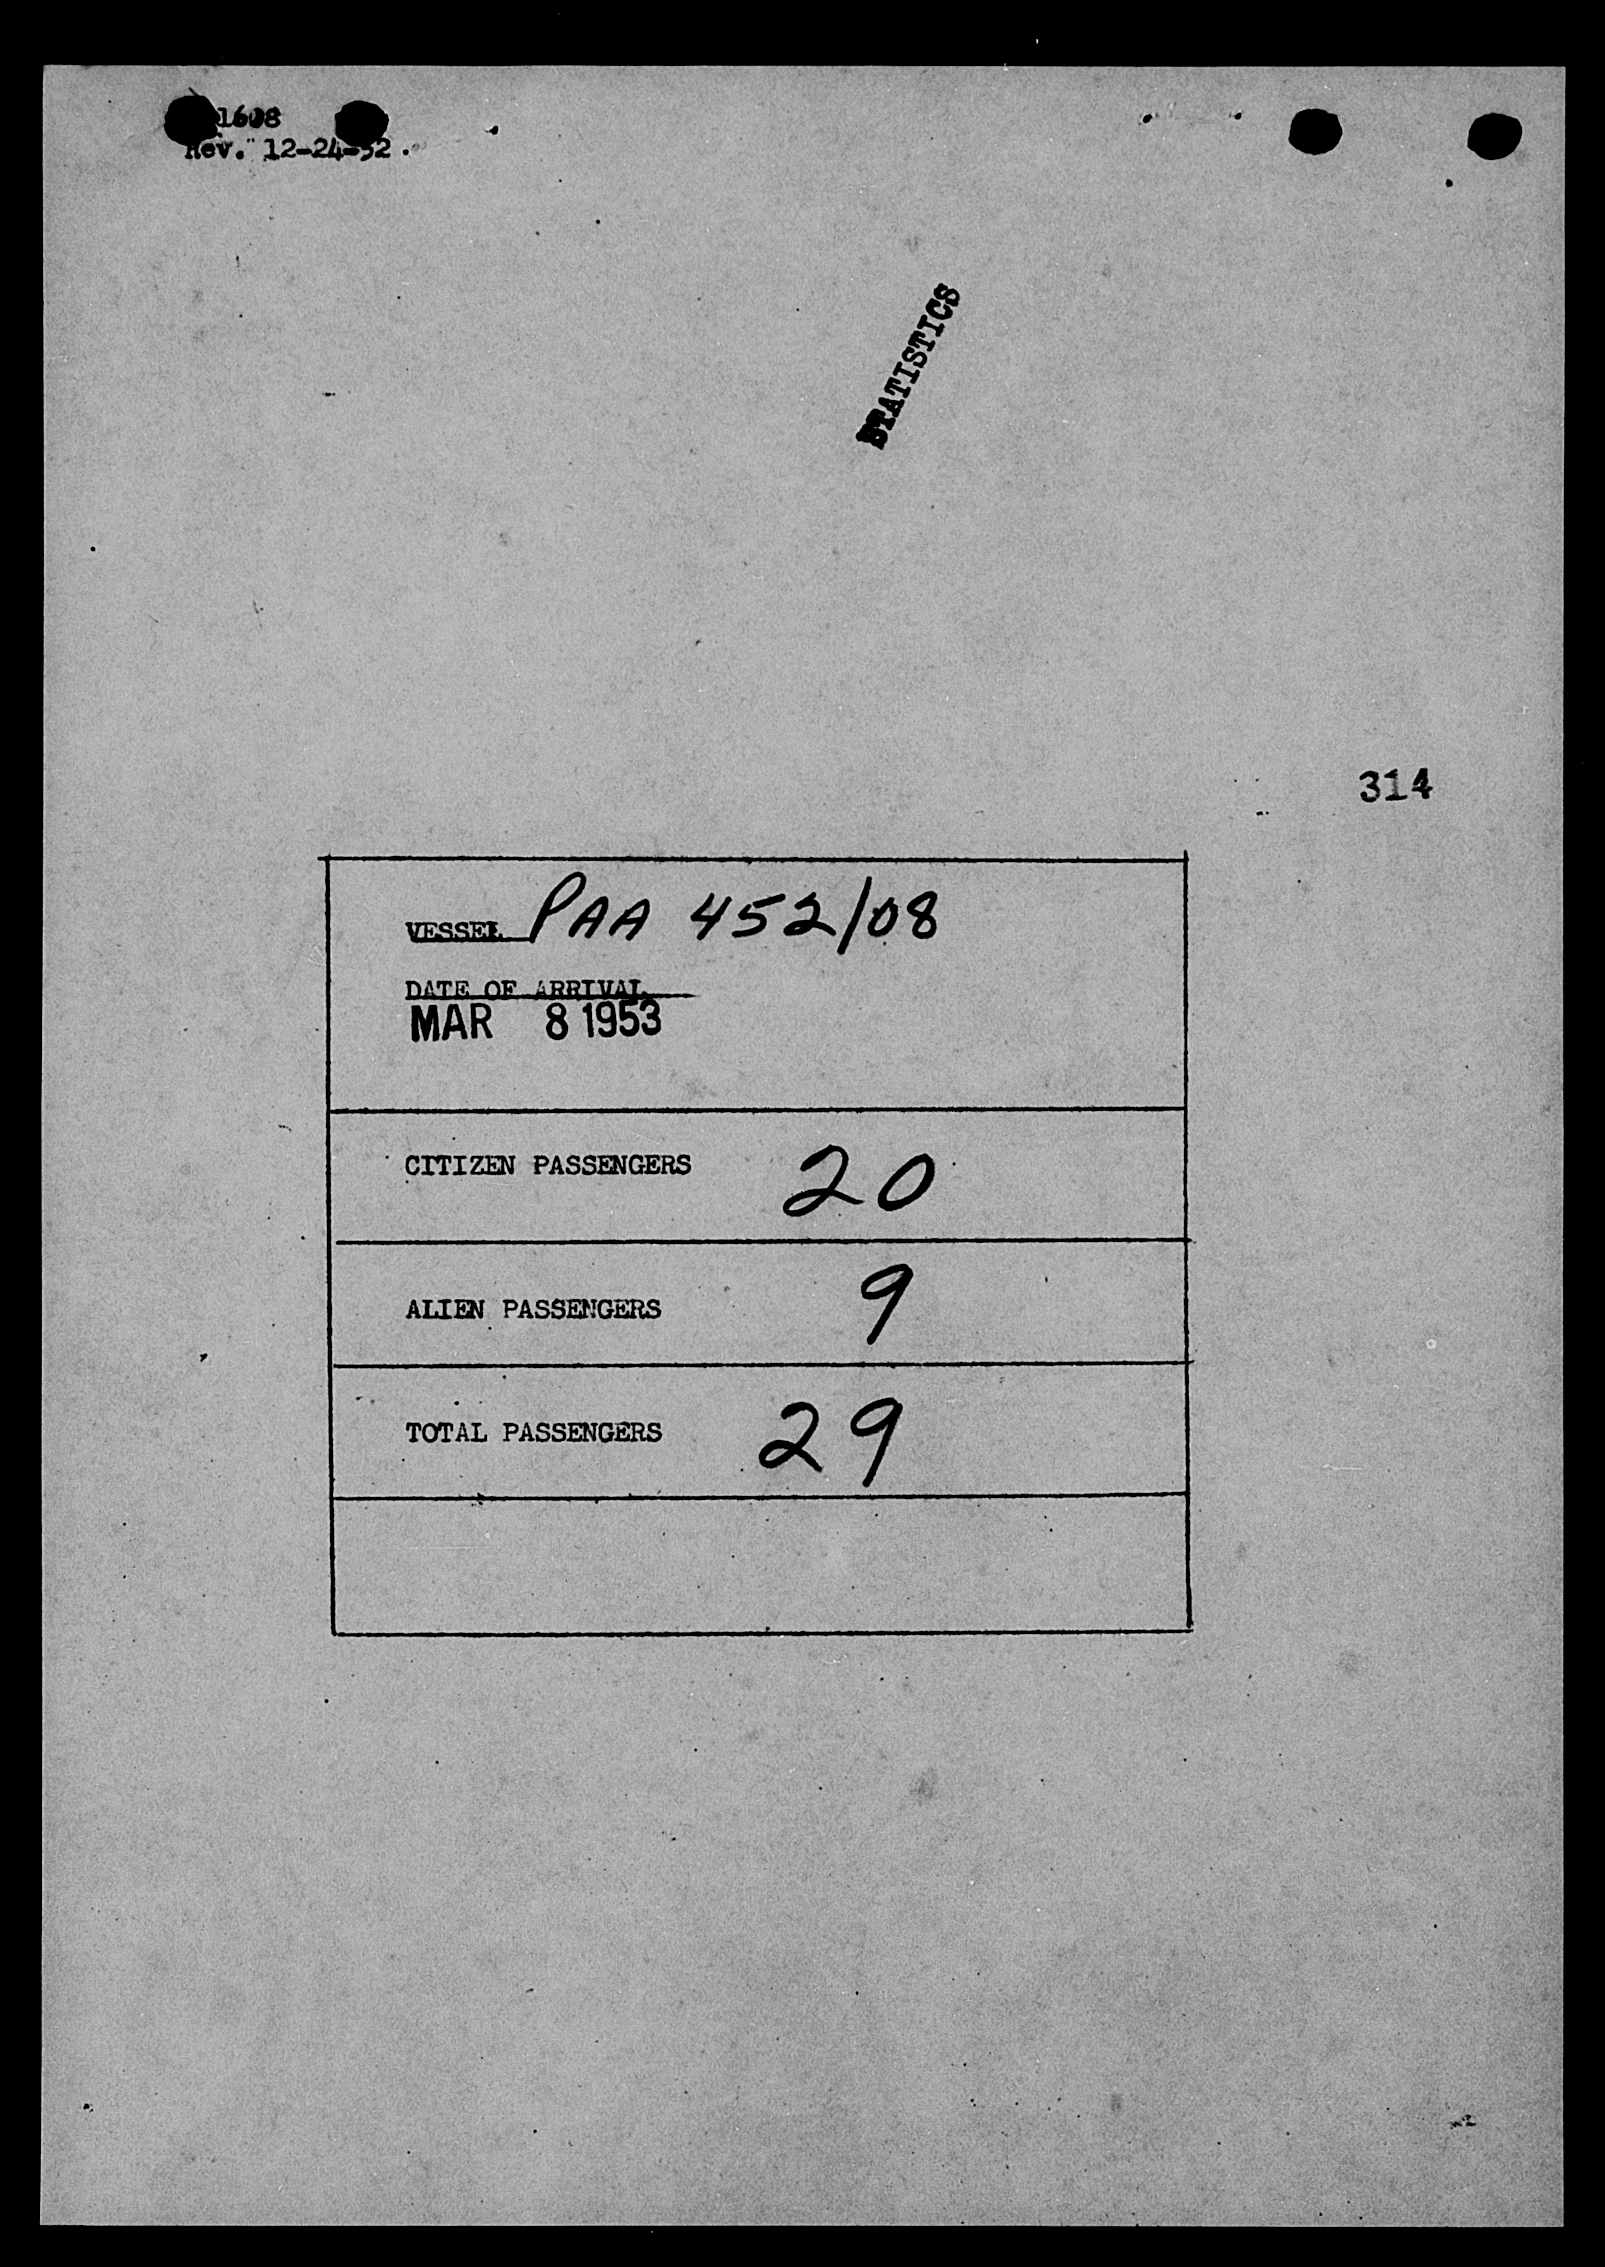 1608
Rev. 12-24-52
STATISTICS
314
VESSEL PAA 452/08
DATE OF ARRIVAL
MAR 8 1953
CITIZEN PASSENGERS 20
ALIEN PASSENGERS 9
TOTAL PASSENGERS 29